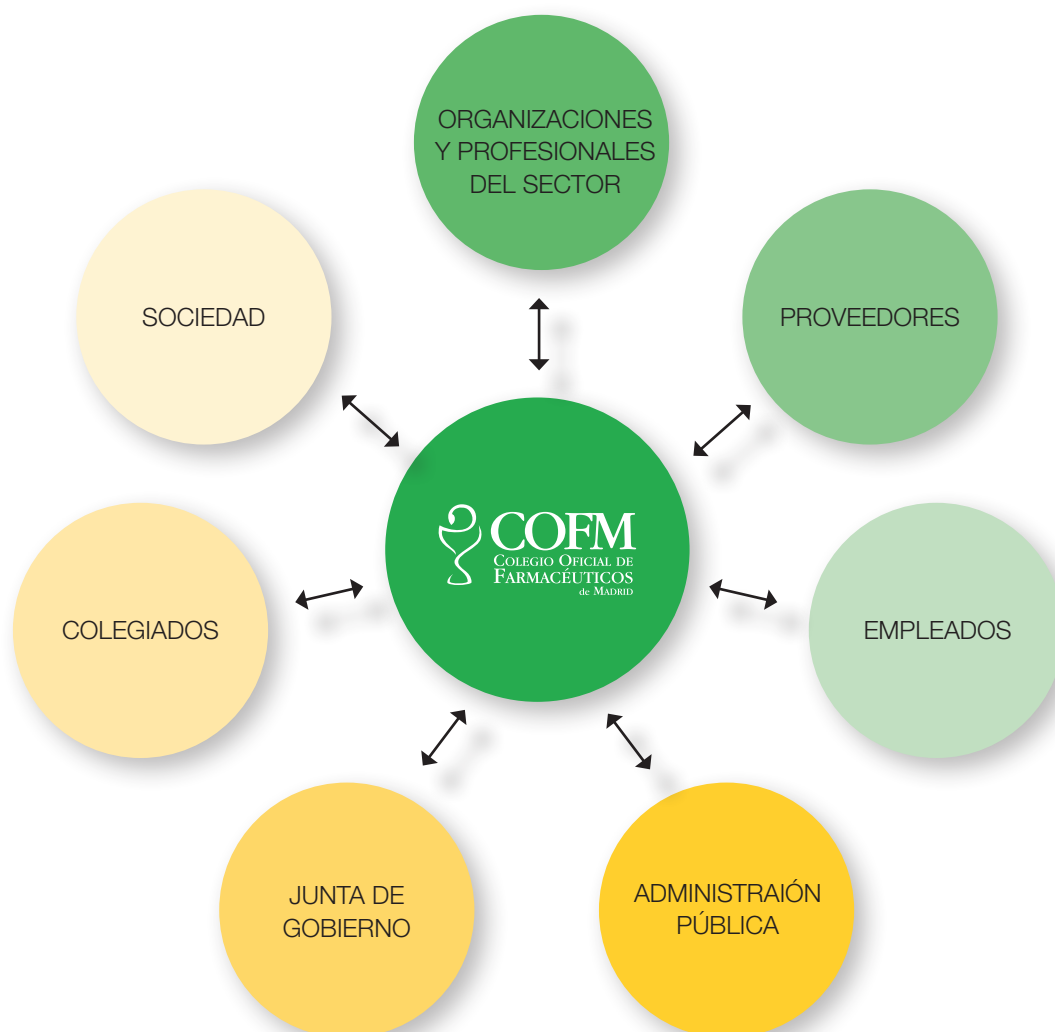 ORGANIZACIONES
Y PROFESIONALES
DEL SECTOR
SOCIEDAD
PROVEEDORES
COFM
COLEGIO OFICIAL DE
FARMACÉUTICOS
de MADRID
COLEGIADOS
EMPLEADOS
JUNTA DE
GOBIERNO
ADMINISTRAIÓN
PÚBLICA